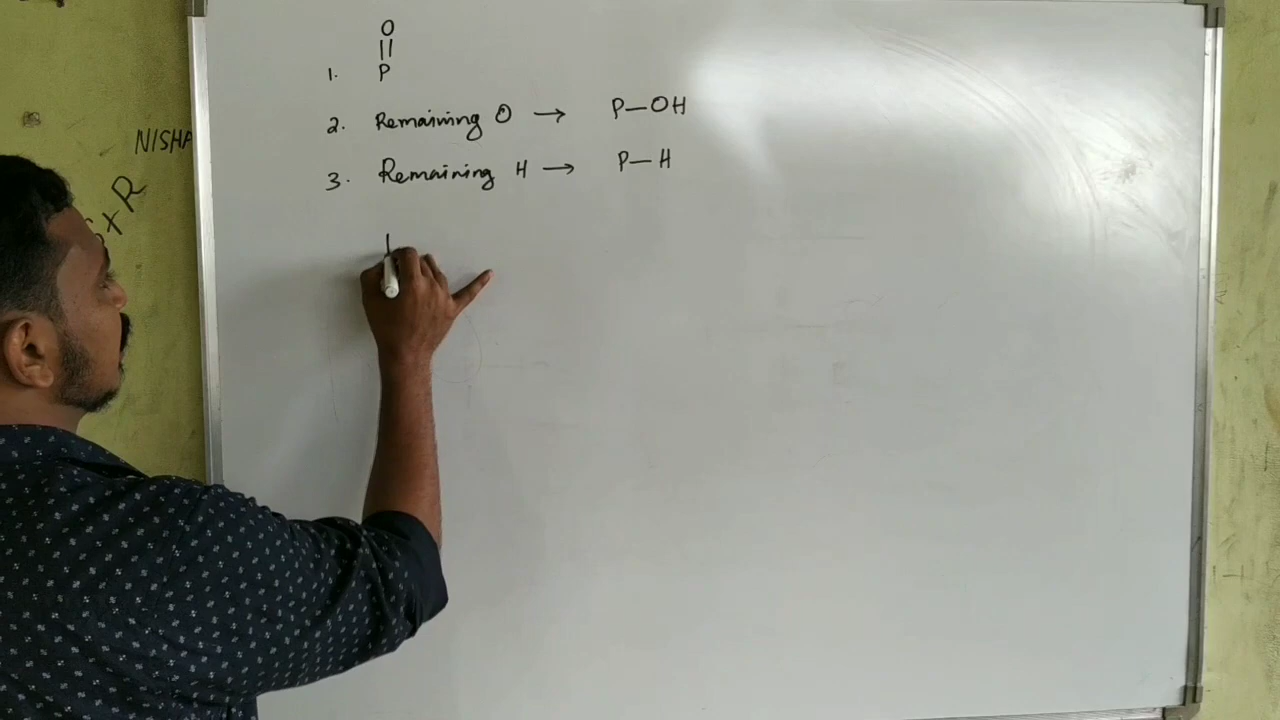 O
||
1. P
2. Remaining O → P—OH
3. Remaining H → P—H
NISHA
x R